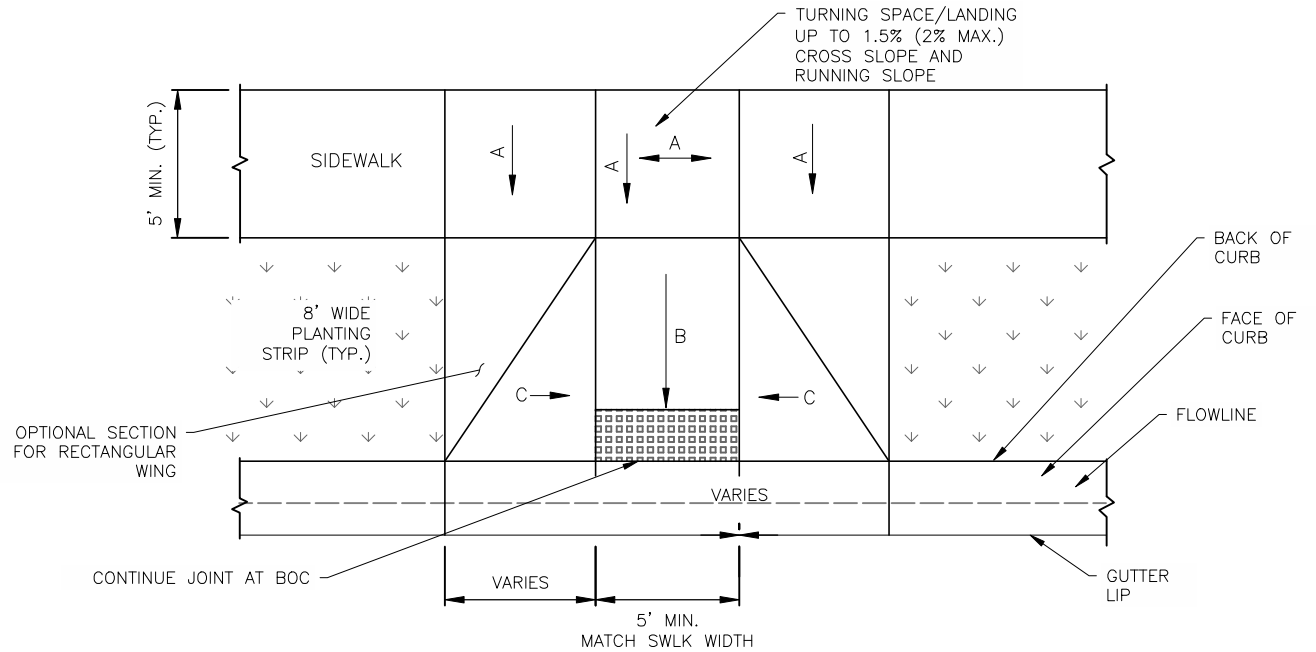 TURNING SPACE/LANDING
UP TO 1.5% (2% MAX.)
CROSS SLOPE AND
RUNNING SLOPE
5' MIN. (TYP.)
SIDEWALK
A
A
A
A
BACK OF
CURB
8' WIDE
PLANTING
STRIP (TYP.)
B
FACE OF
CURB
C
C
FLOWLINE
OPTIONAL SECTION
FOR RECTANGULAR
WING
VARIES
CONTINUE JOINT AT BOC
VARIES
GUTTER
LIP
5' MIN.
MATCH SWLK WIDTH